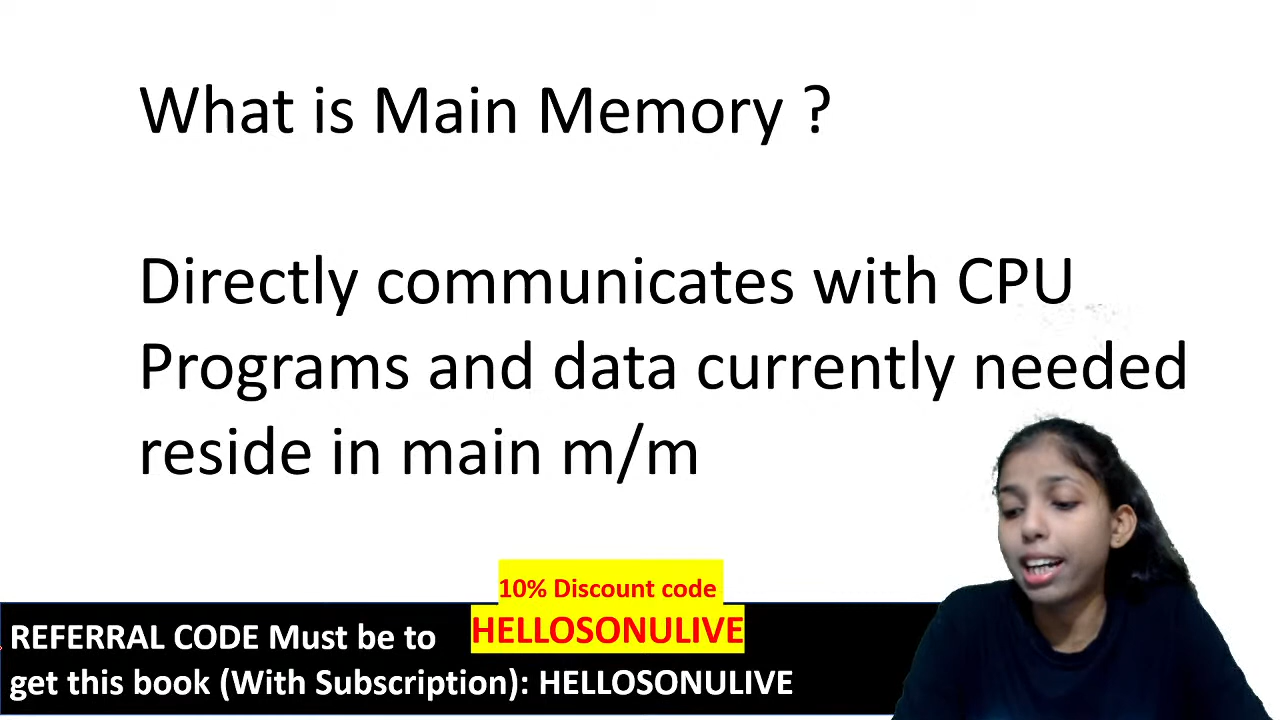 What is Main Memory ?
Directly communicates with CPU
Programs and data currently needed
reside in main m/m
10% Discount code
HELLOSONULIVE
REFERRAL CODE Must be to
get this book (With Subscription): HELLOSONULIVE